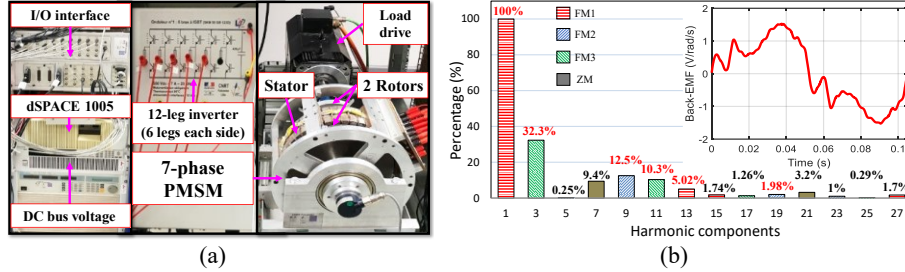 I/O interface
dSPACE 1005
DC bus voltage
12-leg inverter
(6 legs each side)
7-phase
PMSM
Load
drive
Stator
2 Rotors
(a)
Percentage (%)
100
80
60
40
20
0
100%
32.3%
0.25%
9.4%
12.5%
10.3%
5.02%
1.74%
1.26%
1.98%
3.2%
1%
0.29%
1.7%
1 3 5 7 9 11 13 15 17 19 21 23 25 27
Harmonic components
FM1
FM2
FM3
ZM
Back-EMF (V/rad/s)
2
1
0
-1
-2
0 0.02 0.04 0.06 0.08 0.1
Time (s)
(b)